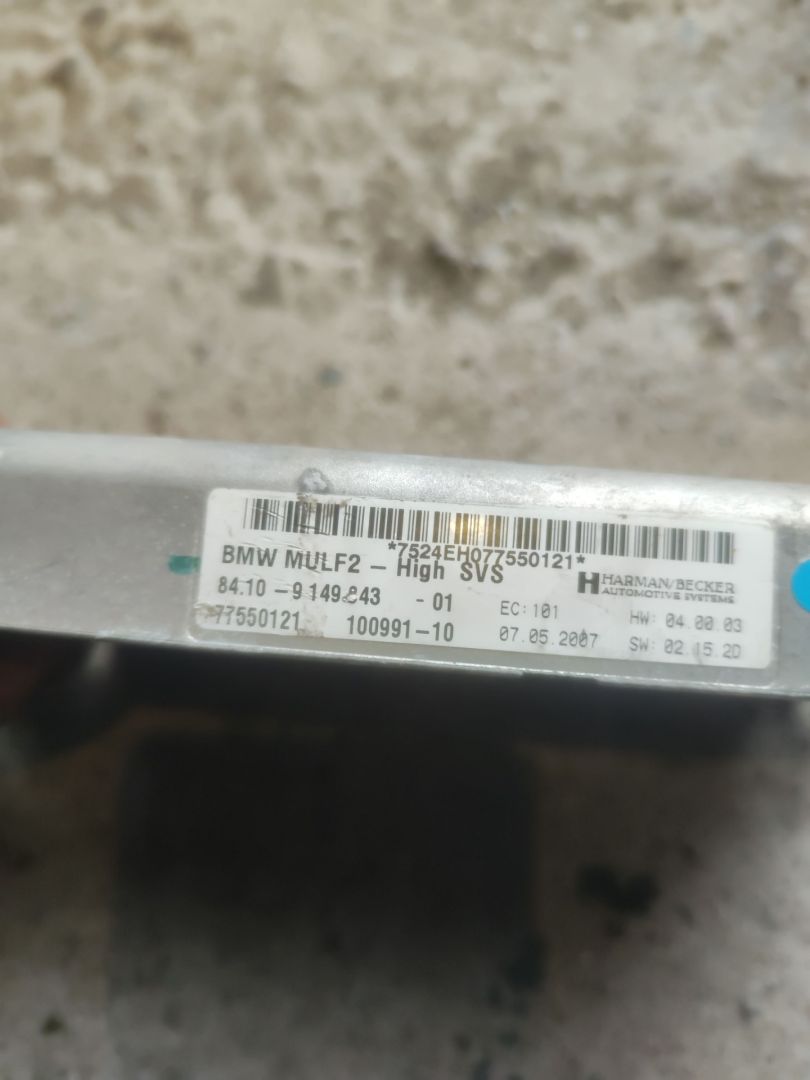 *7524EH077550121*
BMW MULF2 - High SVS
HARMAN/BECKER
AUTOMOTIVE SYSTEMS
84.10 - 9 149 843 - 01
EC: 101
HW: 04.00.03
77550121
100991-10
07.05.2007
SW: 02.15.2D